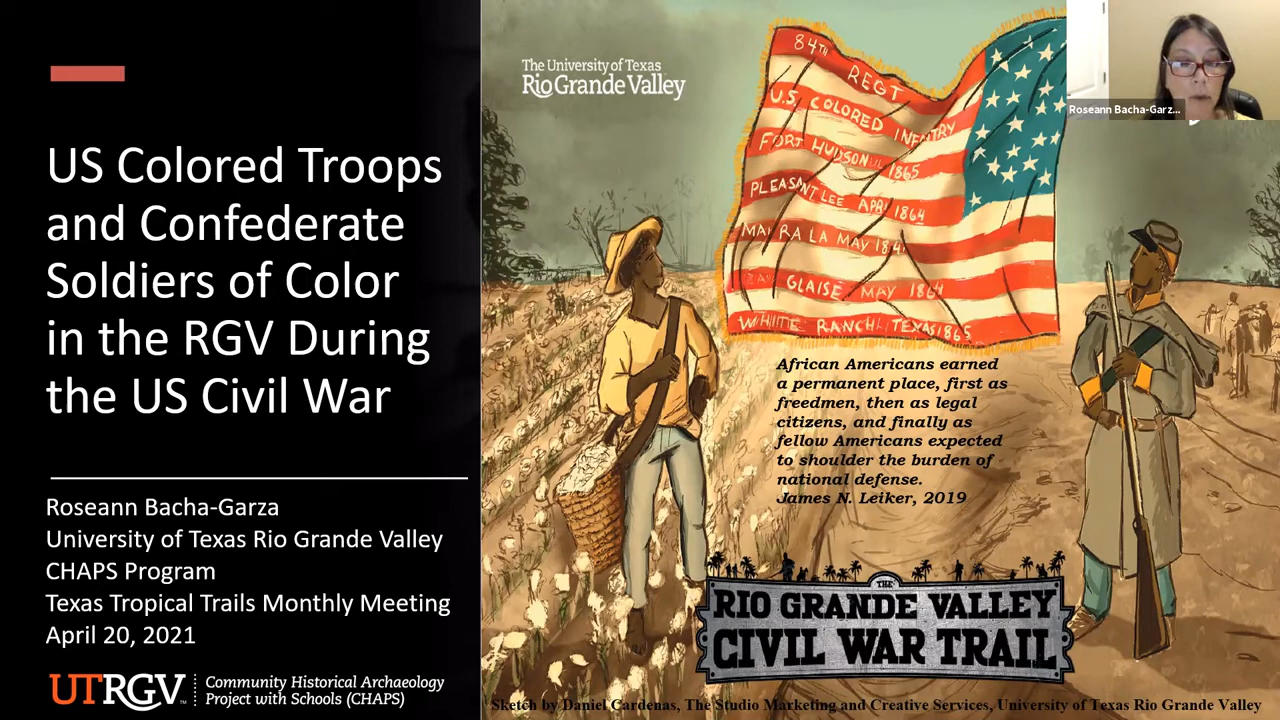 US Colored Troops
and Confederate
Soldiers of Color
in the RGV During
the US Civil War
Roseann Bacha-Garza
University of Texas Rio Grande Valley
CHAPS Program
Texas Tropical Trails Monthly Meeting
April 20, 2021
UTRGV
Community Historical Archaeology
Project with Schools (CHAPS)
The University of Texas
Rio Grande Valley
84TH REGT
U.S. COLORED INFANTRY
FORT HUDSON 1865
PLEASANT LEE APR 1864
RA LA MAY
GLAISE MAY 1864
WHITE RANCH TEXAS 1865
African Americans earned
a permanent place, first as
freedmen, then as legal
citizens, and finally as
fellow Americans expected
to shoulder the burden of
national defense.
James N. Leiker, 2019
THE
RIO GRANDE VALLEY
CIVIL WAR TRAIL
Sketch by Daniel Cardenas, The Studio Marketing and Creative Services, University of Texas Rio Grande Valley
Roseann Bacha-Garz...